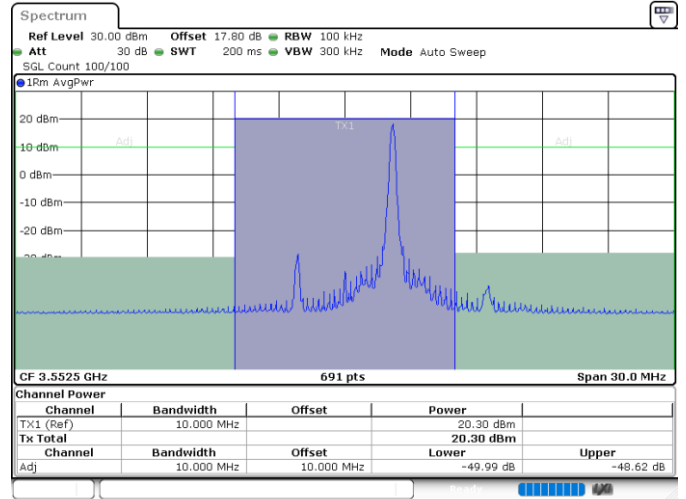 Spectrum
Ref Level 30.00 dBm Offset 17.80 dB RBW 100 kHz
Att 30 dB SWT 200 ms VBW 300 kHz Mode Auto Sweep
SGL Count 100/100
1Rm AvgPwr
20 dBm
TX1
Adj Adj
10 dBm
0 dBm
-10 dBm
-20 dBm
CF 3.5525 GHz 691 pts Span 30.0 MHz
Channel Power
Channel Bandwidth Offset Power
TX1 (Ref) 10.000 MHz 20.30 dBm
Tx Total 20.30 dBm
Channel Bandwidth Offset Lower Upper
Adj 10.000 MHz 10.000 MHz -49.99 dB -48.62 dB